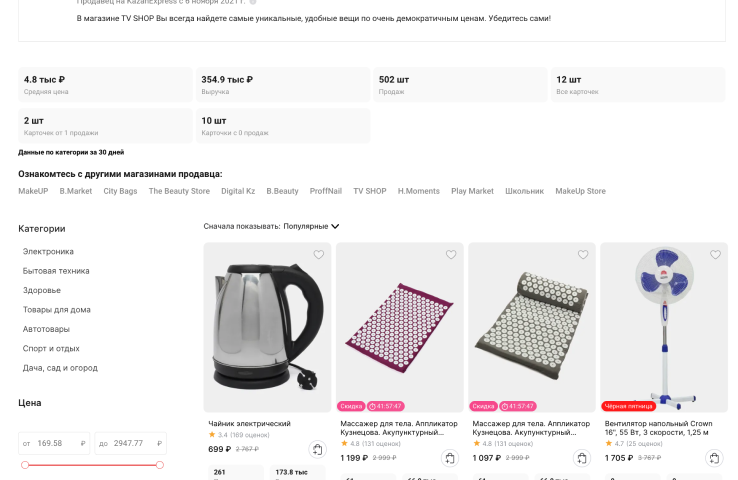 Продавец на KazanExpress с 6 ноября 2021 г.
В магазине TV SHOP Вы всегда найдете самые уникальные, удобные вещи по очень демократичным ценам. Убедитесь сами!
4.8 тыс ₽
Средняя цена
354.9 тыс ₽
Выручка
502 шт
Продаж
12 шт
Все карточек
2 шт
Карточек от 1 продажи
10 шт
Карточки с 0 продаж
Данные по категории за 30 дней
Ознакомтесь с другими магазинами продавца:
MakeUP B.Market City Bags The Beauty Store Digital Kz B.Beauty ProffNail TV SHOP H.Moments Play Market Школьник MakeUp Store
Категории
Электроника
Бытовая техника
Здоровье
Товары для дома
Автотовары
Спорт и отдых
Дача, сад и огород
Цена
от 169.58 ₽
до 2947.77 ₽
Сначала показывать: Популярные
Чайник электрический
3.4 (169 оценок)
699 ₽ 2 767 ₽
261
173.8 тыс
Скидка 41:57:47
Массажер для тела. Аппликатор
Кузнецова. Акупунктурный...
4.8 (131 оценок)
1 199 ₽ 2 999 ₽
Скидка 41:57:47
Массажер для тела. Аппликатор
Кузнецова. Акупунктурный...
4.8 (131 оценок)
1 097 ₽ 2 999 ₽
Чёрная пятница
Вентилятор напольный Crown
16", 55 Вт, 3 скорости, 1,25 м
4.7 (25 оценок)
1 705 ₽ 3 767 ₽